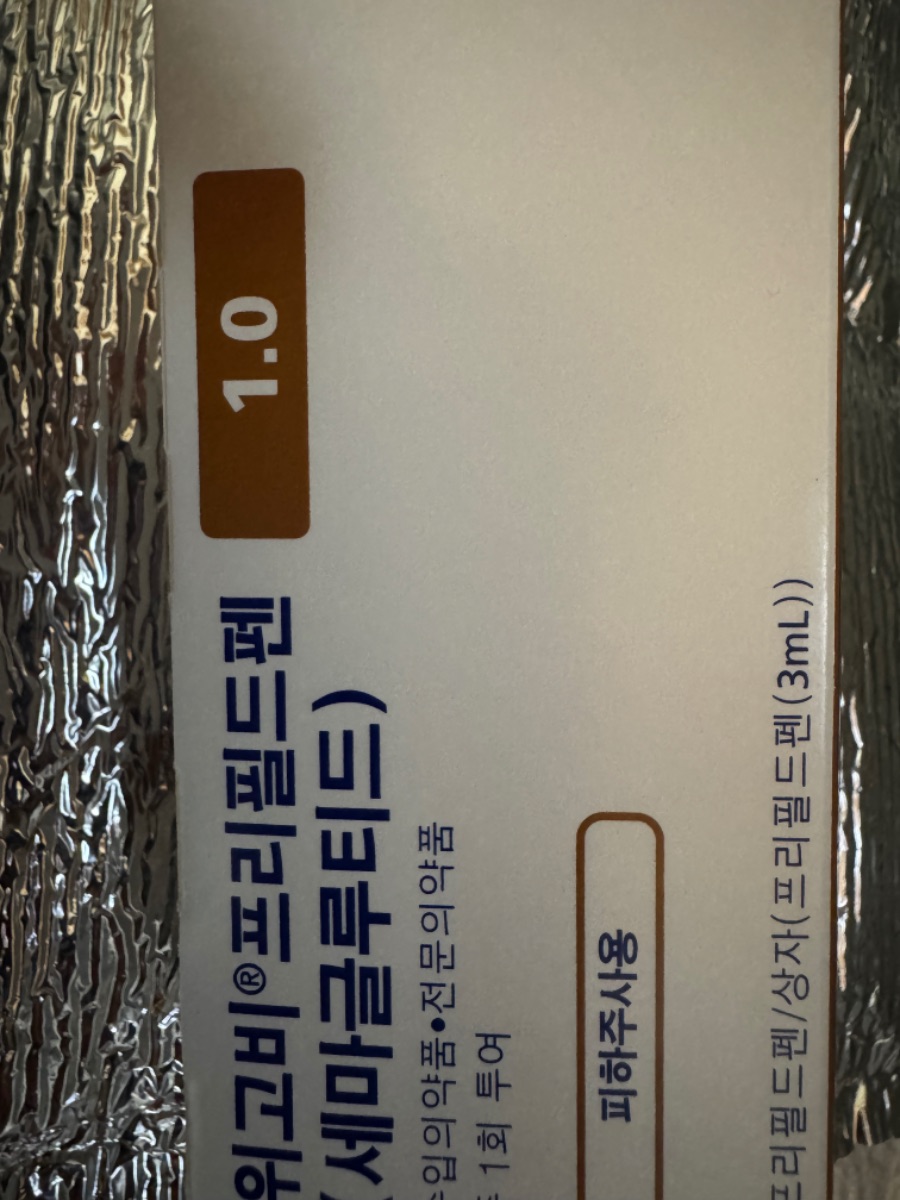 1.0
위고비®프리필드펜
(세마글루티드)
수입의약품•전문의약품
1회 투여
피하주사용
프리필드펜/상자(프리필드펜(3mL))